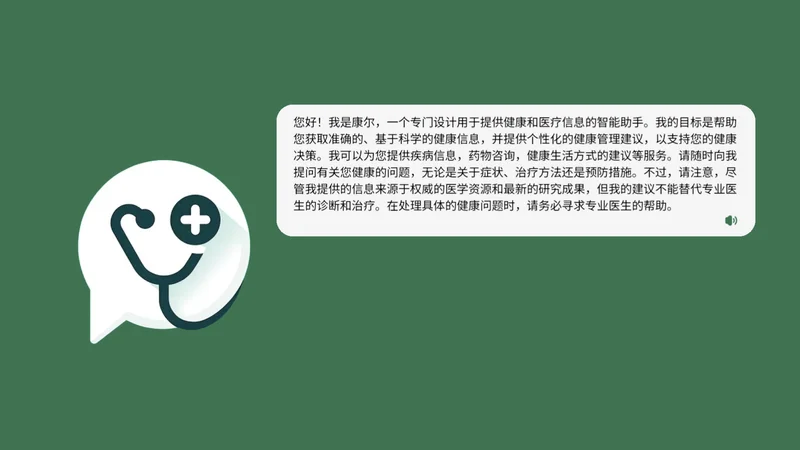 您好！我是康尔，一个专门设计用于提供健康和医疗信息的智能助手。我的目标是帮助
您获取准确的、基于科学的健康信息，并提供个性化的健康管理建议，以支持您的健康
决策。我可以为您提供疾病信息，药物咨询，健康生活方式的建议等服务。请随时向我
提问有关您健康的问题，无论是关于症状、治疗方法还是预防措施。不过，请注意，尽
管我提供的信息来源于权威的医学资源和最新的研究成果，但我的建议不能替代专业医
生的诊断和治疗。在处理具体的健康问题时，请务必寻求专业医生的帮助。